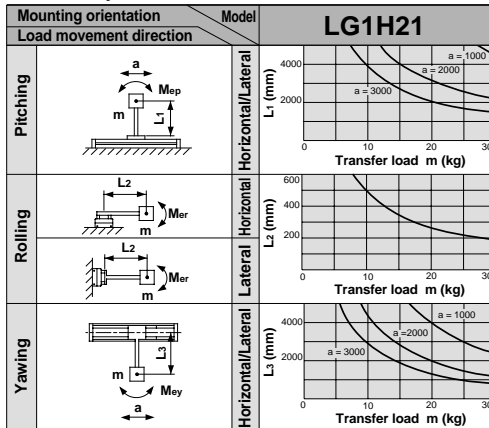 Mounting orientation Model
Load movement direction
LG1H21
Pitching
a
Mep
m
L1
Horizontal/Lateral
L1 (mm)
4000
2000
a = 1000
a = 2000
a = 3000
0 10 20 30
Transfer load m (kg)
Rolling
L2
Mer
m
Horizontal
L2
Mer
m
Lateral
L2 (mm)
600
400
200
0 10 20 30
Transfer load m (kg)
Yawing
L3
m
Mey
a
Horizontal/Lateral
L3 (mm)
4000
2000
a = 1000
a =2000
a = 3000
0 10 20 30
Transfer load m (kg)